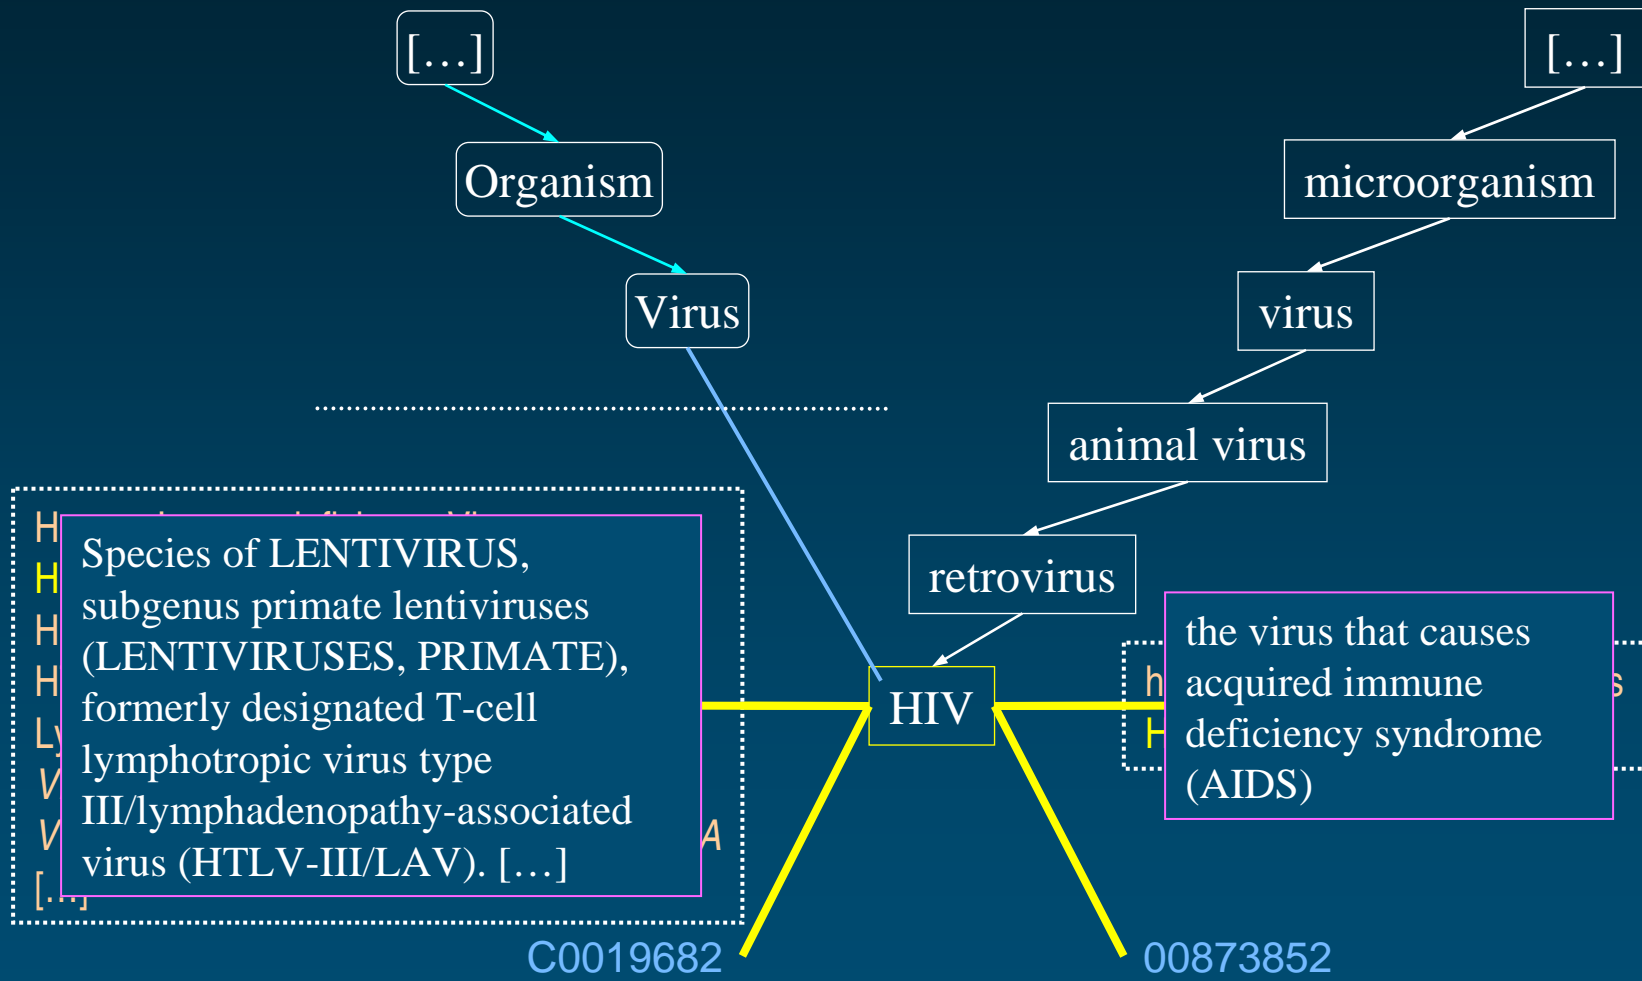 […]
[…]
Organism
microorganism
Virus
virus
animal virus
retrovirus
HIV
Species of LENTIVIRUS,
subgenus primate lentiviruses
(LENTIVIRUSES, PRIMATE),
formerly designated T-cell
lymphotropic virus type
III/lymphadenopathy-associated
virus (HTLV-III/LAV). […]
the virus that causes
acquired immune
deficiency syndrome
(AIDS)
C0019682
00873852